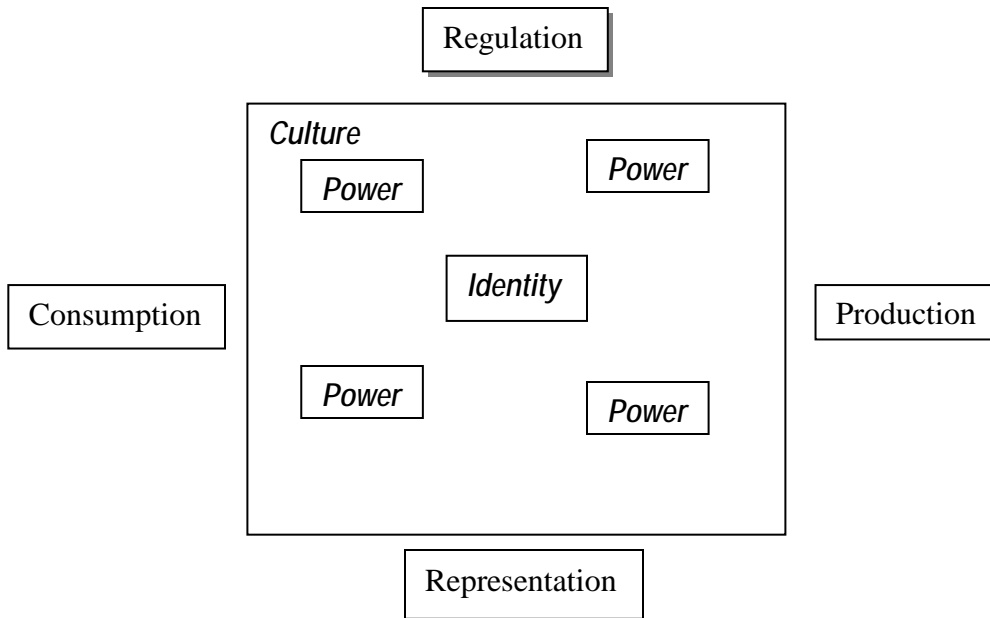 Regulation
Culture
Power
Power
Identity
Consumption
Production
Power
Power
Representation